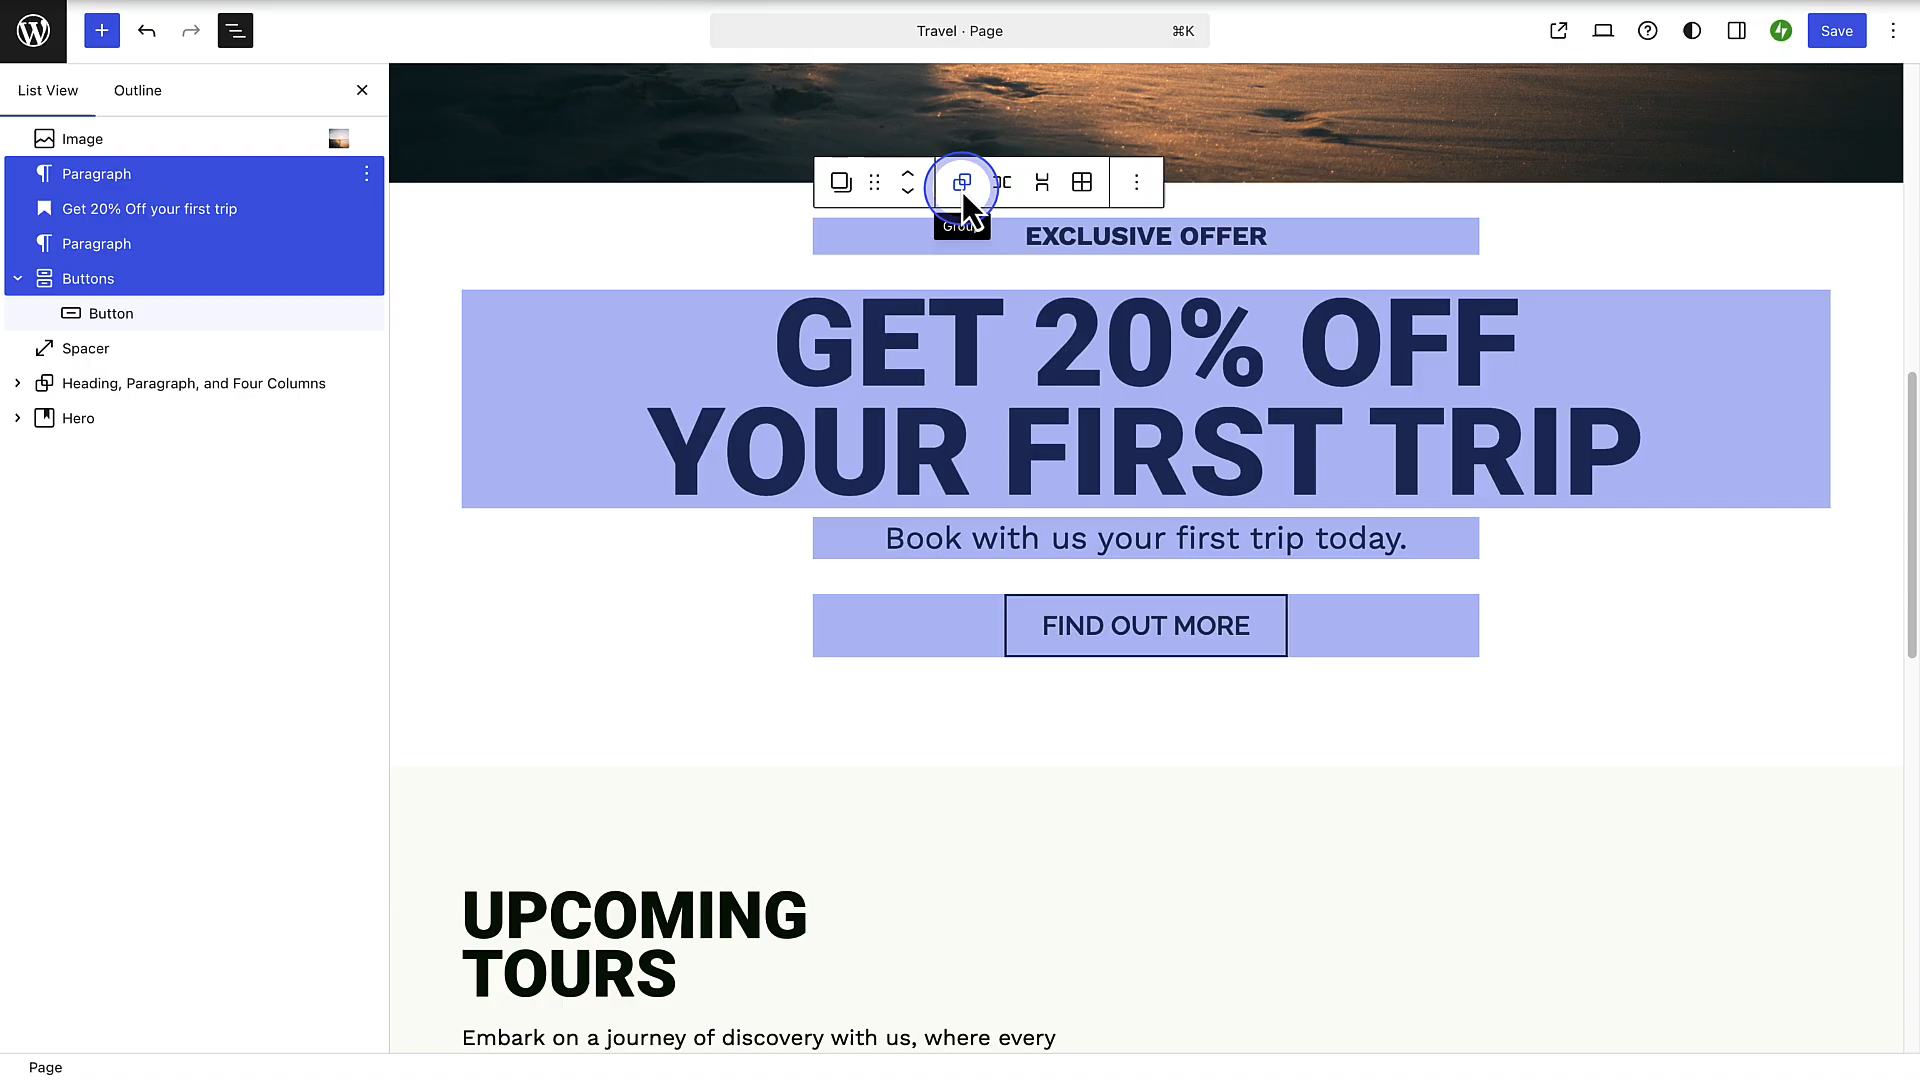 Travel · Page ⌘K
Save
List View Outline
Image
Paragraph
Get 20% Off your first trip
Paragraph
Buttons
Button
Spacer
Heading, Paragraph, and Four Columns
Hero
EXCLUSIVE OFFER
GET 20% OFF
YOUR FIRST TRIP
Book with us your first trip today.
FIND OUT MORE
UPCOMING
TOURS
Embark on a journey of discovery with us, where every
Page